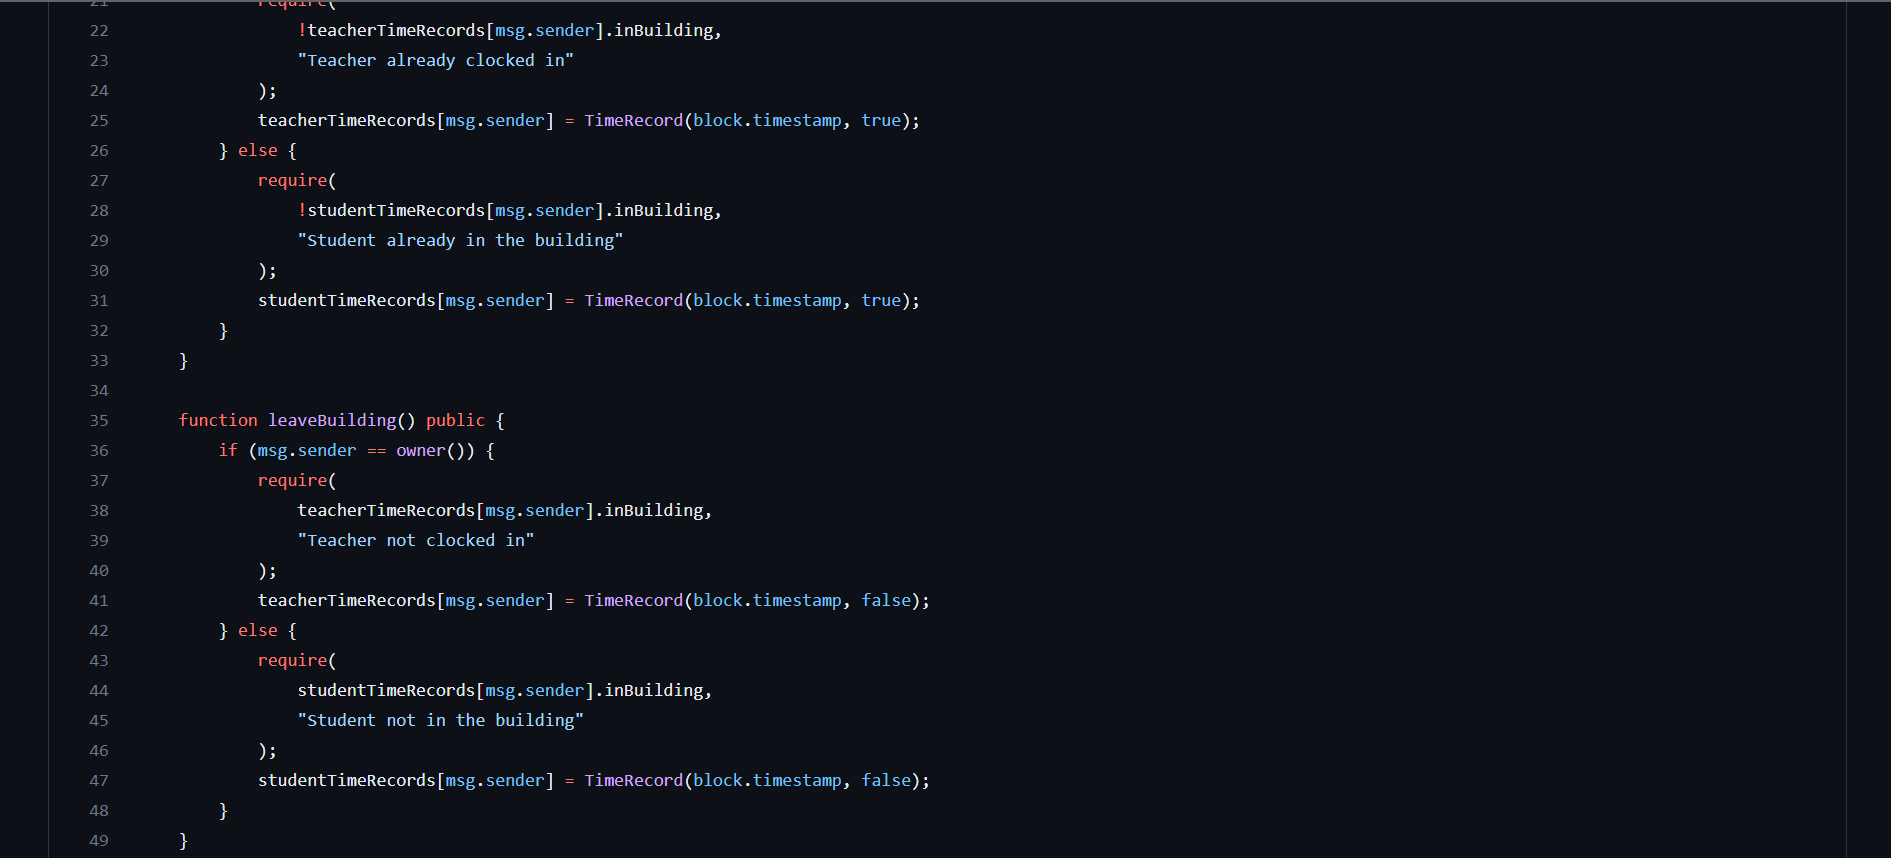 21 require(
22 !teacherTimeRecords[msg.sender].inBuilding,
23 "Teacher already clocked in"
24 );
25 teacherTimeRecords[msg.sender] = TimeRecord(block.timestamp, true);
26 } else {
27 require(
28 !studentTimeRecords[msg.sender].inBuilding,
29 "Student already in the building"
30 );
31 studentTimeRecords[msg.sender] = TimeRecord(block.timestamp, true);
32 }
33 }
34
35 function leaveBuilding() public {
36 if (msg.sender == owner()) {
37 require(
38 teacherTimeRecords[msg.sender].inBuilding,
39 "Teacher not clocked in"
40 );
41 teacherTimeRecords[msg.sender] = TimeRecord(block.timestamp, false);
42 } else {
43 require(
44 studentTimeRecords[msg.sender].inBuilding,
45 "Student not in the building"
46 );
47 studentTimeRecords[msg.sender] = TimeRecord(block.timestamp, false);
48 }
49 }